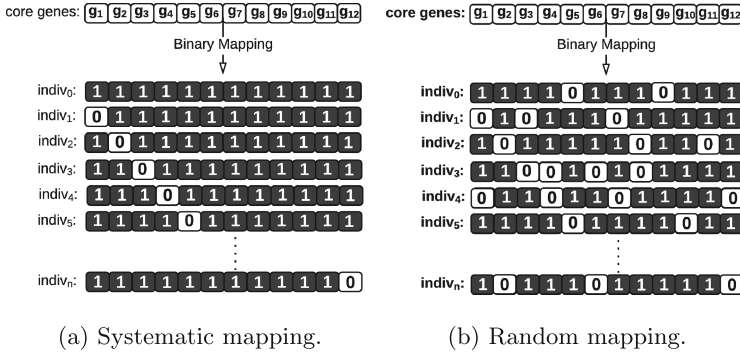 core genes: g1 g2 g3 g4 g5 g6 g7 g8 g9 g10 g11 g12
Binary Mapping
indiv0: 1 1 1 1 1 1 1 1 1 1 1 1
indiv1: 0 1 1 1 1 1 1 1 1 1 1 1
indiv2: 1 0 1 1 1 1 1 1 1 1 1 1
indiv3: 1 1 0 1 1 1 1 1 1 1 1 1
indiv4: 1 1 1 0 1 1 1 1 1 1 1 1
indiv5: 1 1 1 1 0 1 1 1 1 1 1 1
indivn: 1 1 1 1 1 1 1 1 1 1 1 0
(a) Systematic mapping.
core genes: g1 g2 g3 g4 g5 g6 g7 g8 g9 g10 g11 g12
Binary Mapping
indiv0: 1 1 1 1 0 1 1 1 0 1 1 1
indiv1: 0 1 0 1 1 1 0 1 1 1 1 1
indiv2: 1 0 1 1 1 1 1 0 1 1 0 1
indiv3: 1 1 0 0 1 0 1 0 1 1 1 1
indiv4: 0 1 1 0 1 1 0 1 1 1 1 0
indiv5: 1 1 1 1 0 1 1 1 1 0 1 1
indivn: 1 0 1 1 1 0 1 1 1 1 1 0
(b) Random mapping.